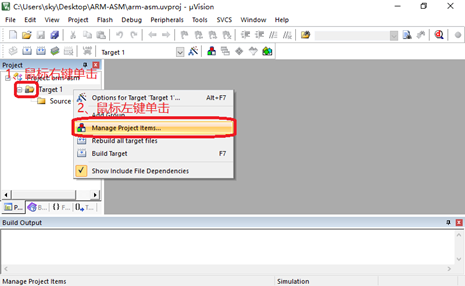 C:\Users\sky\Desktop\ARM-ASM\arm-asm.uvproj - µVision
File Edit View Project Flash Debug Peripherals Tools SVCS Window Help
Target 1
Project
1、鼠标右键单击
Project: arm-asm
Target 1
Source
Options for Target 'Target 1'... Alt+F7
2、鼠标左键单击
Add Group...
Manage Project Items...
Rebuild all target files
Build Target F7
Show Include File Dependencies
P... B... {} F... T...
Build Output
Manage Project Items Simulation